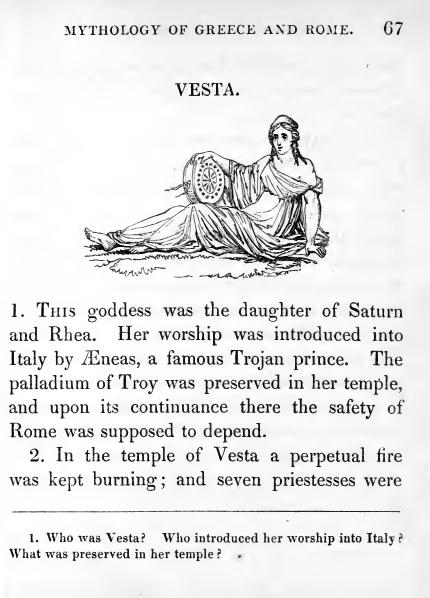 MYTHOLOGY OF GREECE AND ROME. 67
VESTA.
1. THIS goddess was the daughter of Saturn
and Rhea. Her worship was introduced into
Italy by Æneas, a famous Trojan prince. The
palladium of Troy was preserved in her temple,
and upon its continuance there the safety of
Rome was supposed to depend.
2. In the temple of Vesta a perpetual fire
was kept burning; and seven priestesses were
1. Who was Vesta? Who introduced her worship into Italy?
What was preserved in her temple?